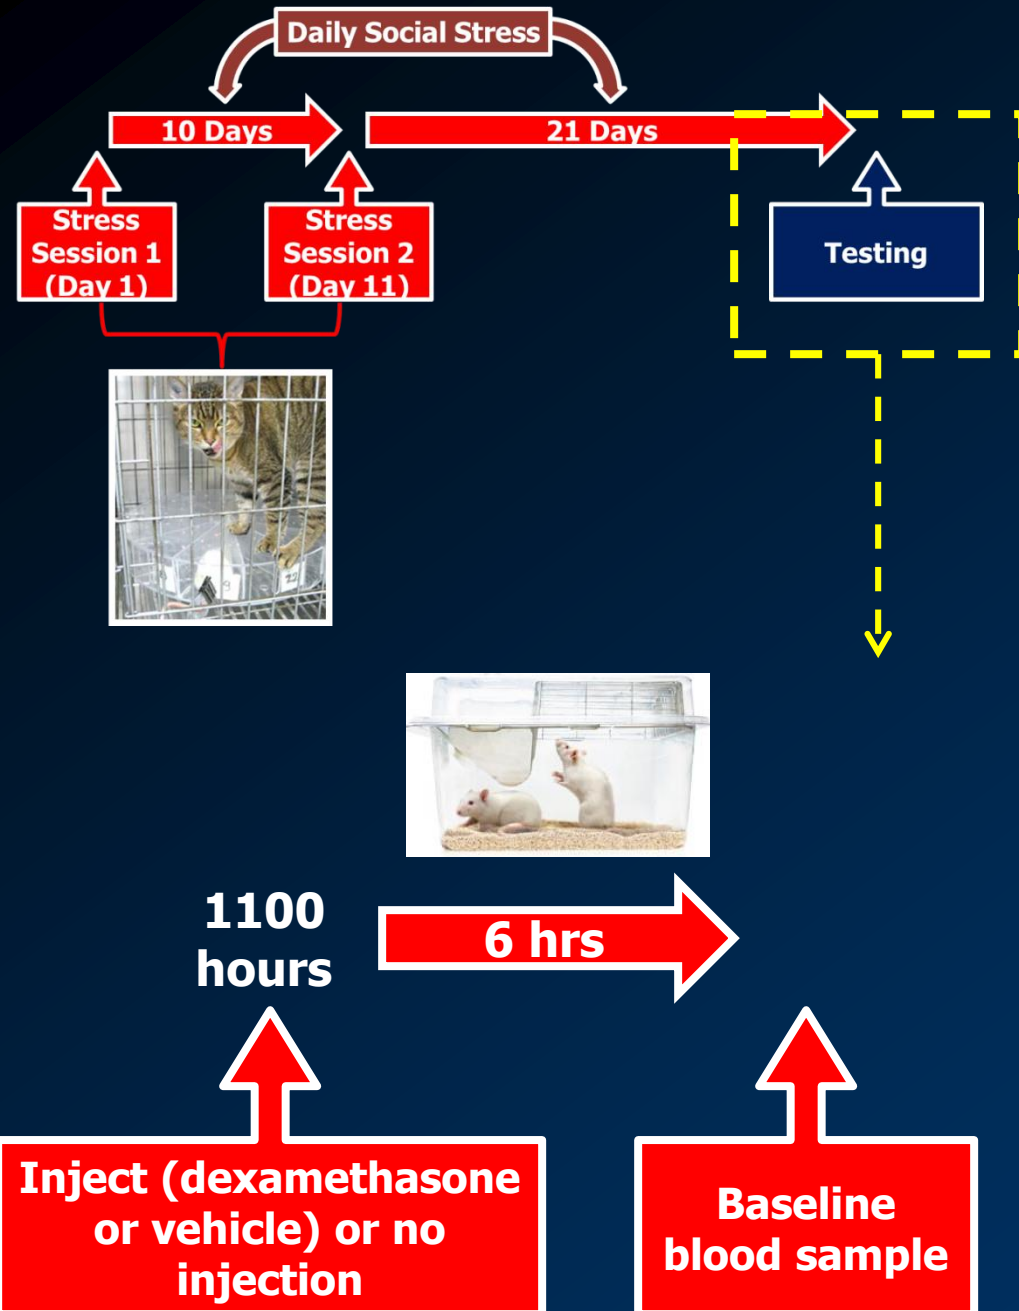 Daily Social Stress
10 Days
21 Days
Stress
Session 1
(Day 1)
Stress
Session 2
(Day 11)
Testing
1100
hours
6 hrs
Inject (dexamethasone
or vehicle) or no
injection
Baseline
blood sample